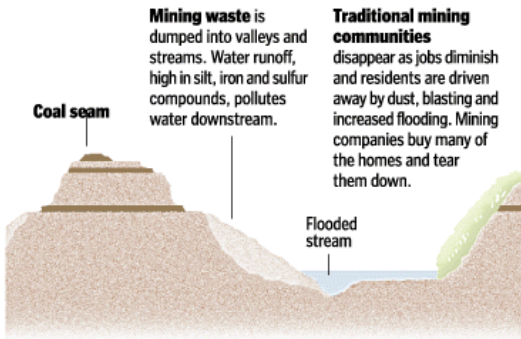 Mining waste is
dumped into valleys and
streams. Water runoff,
high in silt, iron and sulfur
compounds, pollutes
water downstream.
Traditional mining
communities
disappear as jobs diminish
and residents are driven
away by dust, blasting and
increased flooding. Mining
companies buy many of
the homes and tear
them down.
Coal seam
Flooded
stream